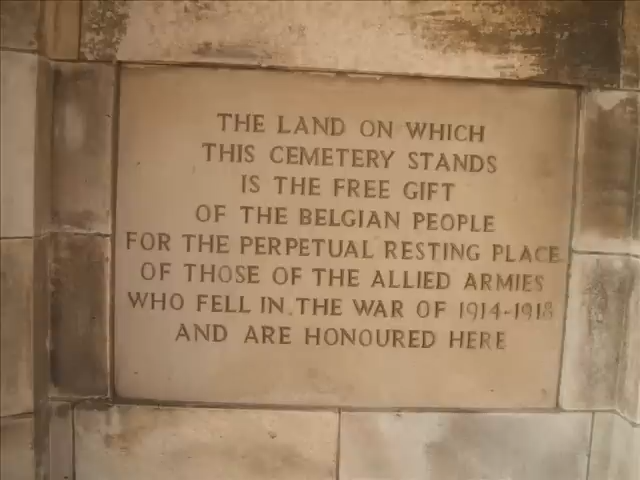 THE LAND ON WHICH
THIS CEMETERY STANDS
IS THE FREE GIFT
OF THE BELGIAN PEOPLE
FOR THE PERPETUAL RESTING PLACE
OF THOSE OF THE ALLIED ARMIES
WHO FELL IN THE WAR OF 1914-1918
AND ARE HONOURED HERE